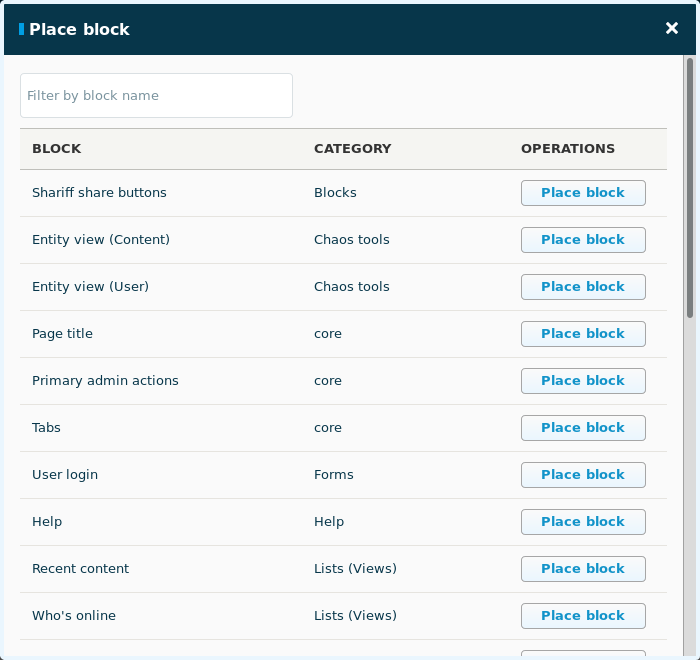 Place block
Filter by block name
BLOCK CATEGORY OPERATIONS
Shariff share buttons Blocks Place block
Entity view (Content) Chaos tools Place block
Entity view (User) Chaos tools Place block
Page title core Place block
Primary admin actions core Place block
Tabs core Place block
User login Forms Place block
Help Help Place block
Recent content Lists (Views) Place block
Who's online Lists (Views) Place block